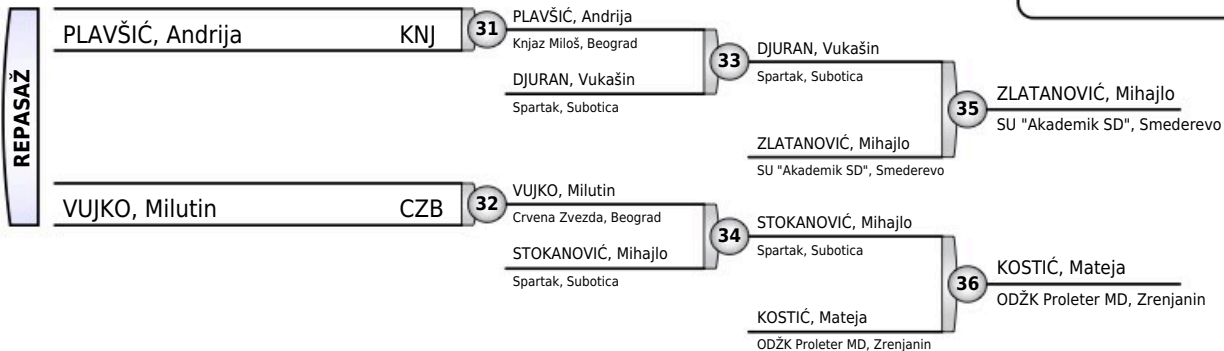 REPASAŽ
PLAVŠIĆ, Andrija KNJ
31
PLAVŠIĆ, Andrija
Knjaz Miloš, Beograd
DJURAN, Vukašin
Spartak, Subotica
33
DJURAN, Vukašin
Spartak, Subotica
ZLATANOVIĆ, Mihajlo
SU "Akademik SD", Smederevo
35
ZLATANOVIĆ, Mihajlo
SU "Akademik SD", Smederevo
VUJKO, Milutin CZB
32
VUJKO, Milutin
Crvena Zvezda, Beograd
STOKANOVIĆ, Mihajlo
Spartak, Subotica
34
STOKANOVIĆ, Mihajlo
Spartak, Subotica
KOSTIĆ, Mateja
ODŽK Proleter MD, Zrenjanin
36
KOSTIĆ, Mateja
ODŽK Proleter MD, Zrenjanin